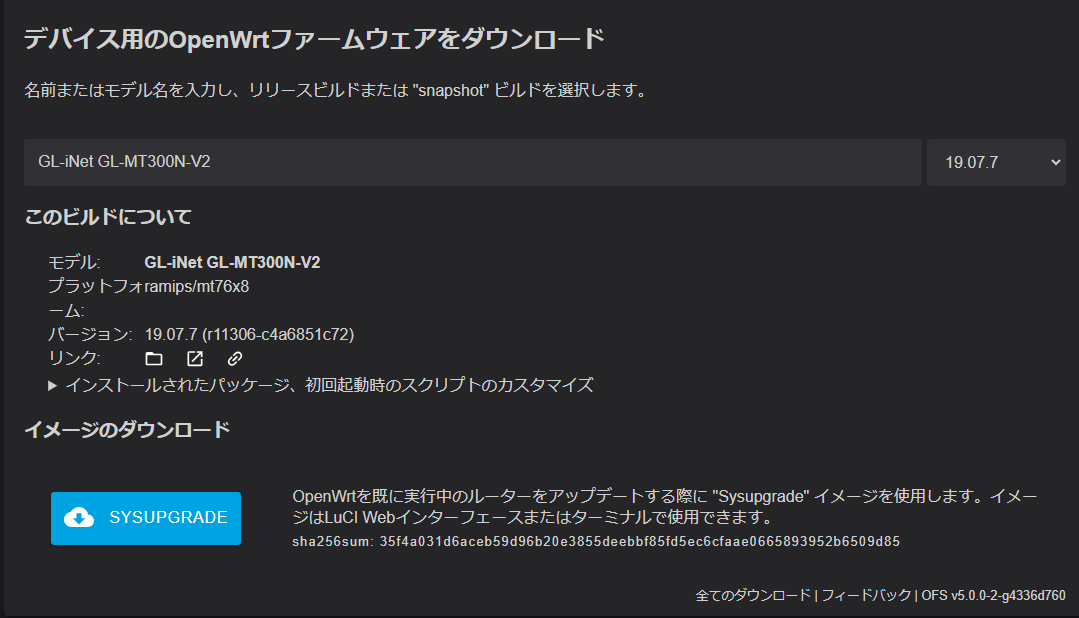 デバイス用のOpenWrtファームウェアをダウンロード
名前またはモデル名を入力し、リリースビルドまたは "snapshot" ビルドを選択します。
GL-iNet GL-MT300N-V2 19.07.7
このビルドについて
モデル: GL-iNet GL-MT300N-V2
プラットフォ ramips/mt76x8
ーム:
バージョン: 19.07.7 (r11306-c4a6851c72)
リンク:
▶ インストールされたパッケージ、初回起動時のスクリプトのカスタマイズ
イメージのダウンロード
SYSUPGRADE
OpenWrtを既に実行中のルーターをアップデートする際に "Sysupgrade" イメージを使用します。イメー
ジはLuCI Webインターフェースまたはターミナルで使用できます。
sha256sum: 35f4a031d6aceb59d96b20e3855deebbf85fd5ec6cfaae0665893952b6509d85
全てのダウンロード | フィードバック | OFS v5.0.0-2-g4336d760